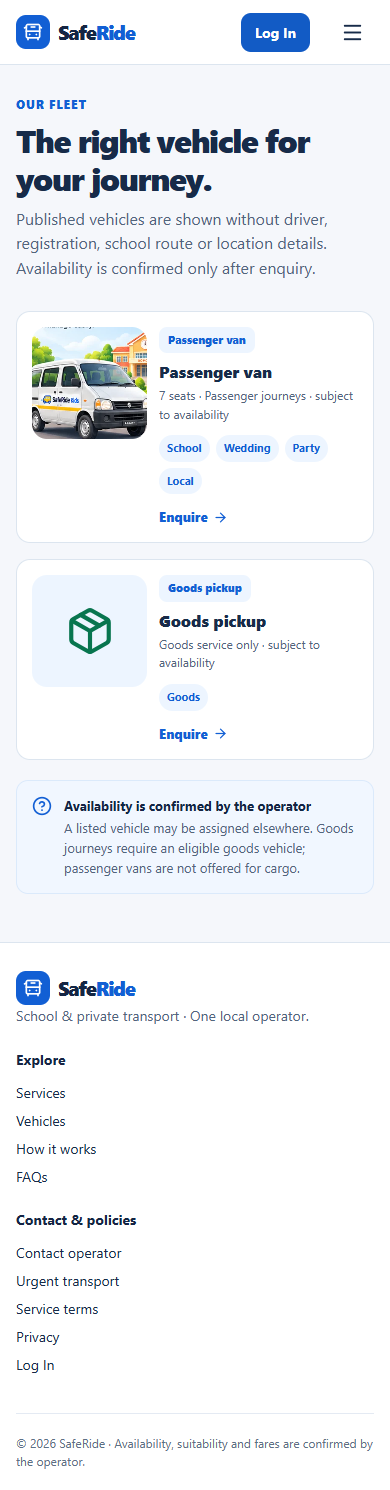 SafeRide
Log In
OUR FLEET
The right vehicle for
your journey.
Published vehicles are shown without driver,
registration, school route or location details.
Availability is confirmed only after enquiry.
SafeRide Kids
Passenger van
Passenger van
7 seats · Passenger journeys · subject
to availability
School Wedding Party
Local
Enquire →
Goods pickup
Goods pickup
Goods service only · subject to
availability
Goods
Enquire →
Availability is confirmed by the operator
A listed vehicle may be assigned elsewhere. Goods
journeys require an eligible goods vehicle;
passenger vans are not offered for cargo.
SafeRide
School & private transport · One local operator.
Explore
Services
Vehicles
How it works
FAQs
Contact & policies
Contact operator
Urgent transport
Service terms
Privacy
Log In
© 2026 SafeRide · Availability, suitability and fares are confirmed by
the operator.